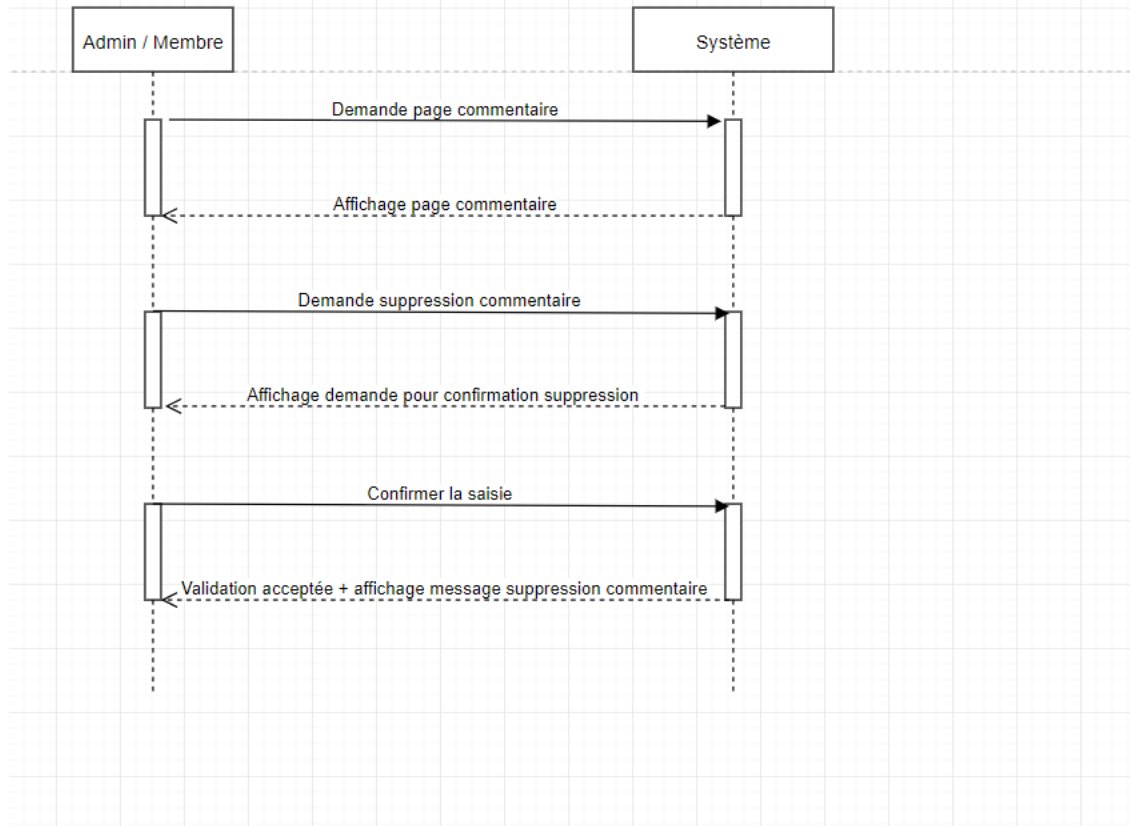 Admin / Membre
Système
Demande page commentaire
Affichage page commentaire
Demande suppression commentaire
Affichage demande pour confirmation suppression
Confirmer la saisie
Validation acceptée + affichage message suppression commentaire